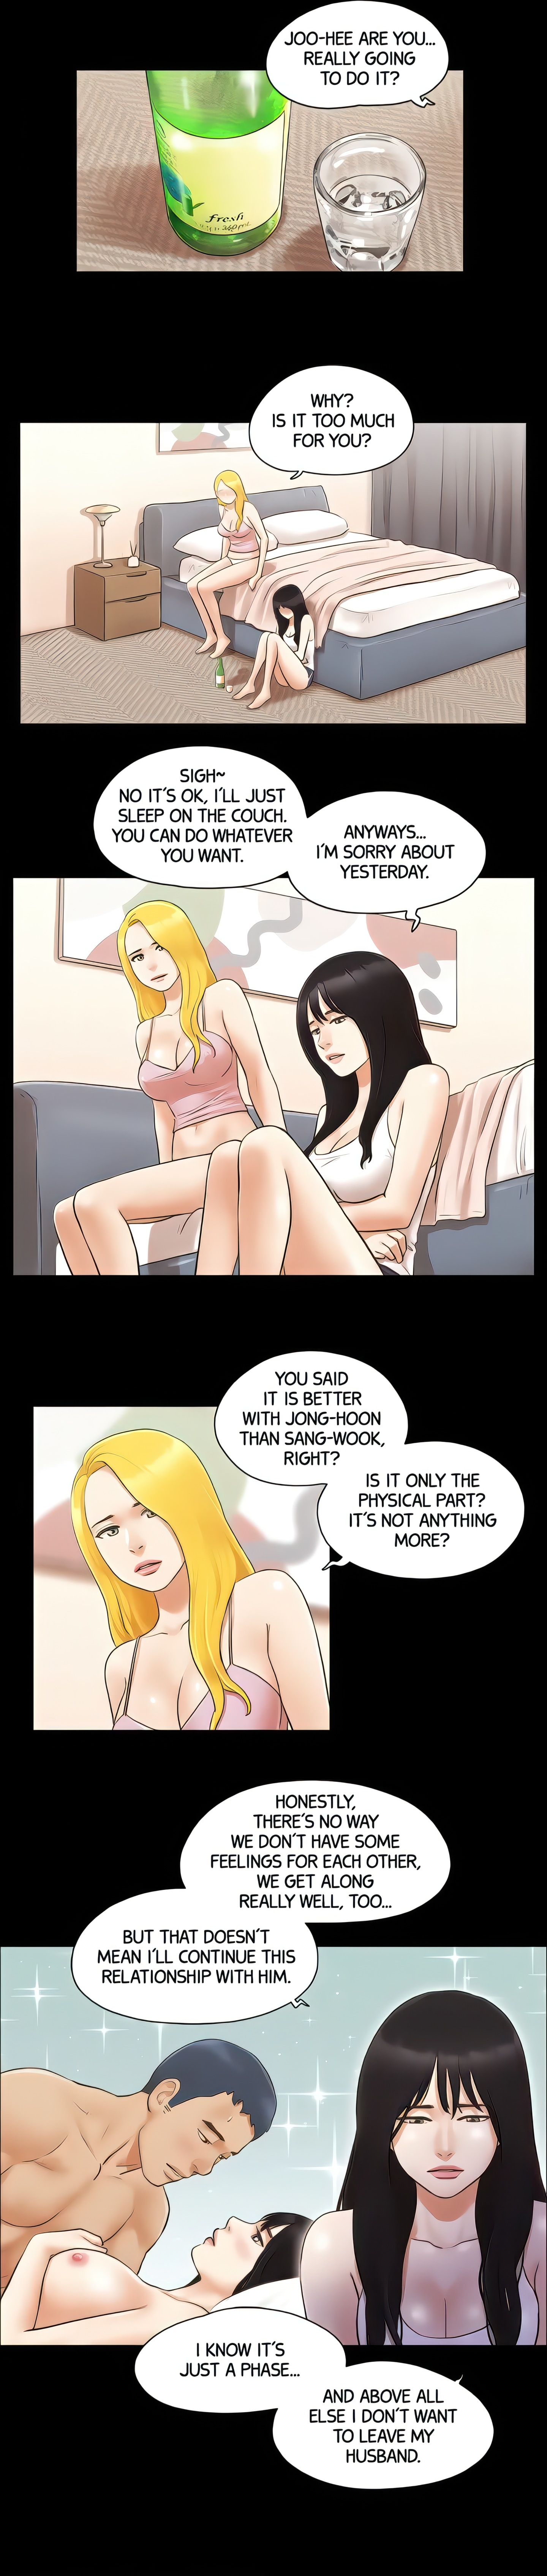 JOO-HEE ARE YOU...
REALLY GOING
TO DO IT?
fresh
WHY?
IS IT TOO MUCH
FOR YOU?
SIGH~
NO IT'S OK, I'LL JUST
SLEEP ON THE COUCH.
YOU CAN DO WHATEVER
YOU WANT.
ANYWAYS...
I'M SORRY ABOUT
YESTERDAY.
YOU SAID
IT IS BETTER
WITH JONG-HOON
THAN SANG-WOOK,
RIGHT?
IS IT ONLY THE
PHYSICAL PART?
IT'S NOT ANYTHING
MORE?
HONESTLY,
THERE'S NO WAY
WE DON'T HAVE SOME
FEELINGS FOR EACH OTHER,
WE GET ALONG
REALLY WELL, TOO...
BUT THAT DOESN'T
MEAN I'LL CONTINUE THIS
RELATIONSHIP WITH HIM.
I KNOW IT'S
JUST A PHASE...
AND ABOVE ALL
ELSE I DON'T WANT
TO LEAVE MY
HUSBAND.